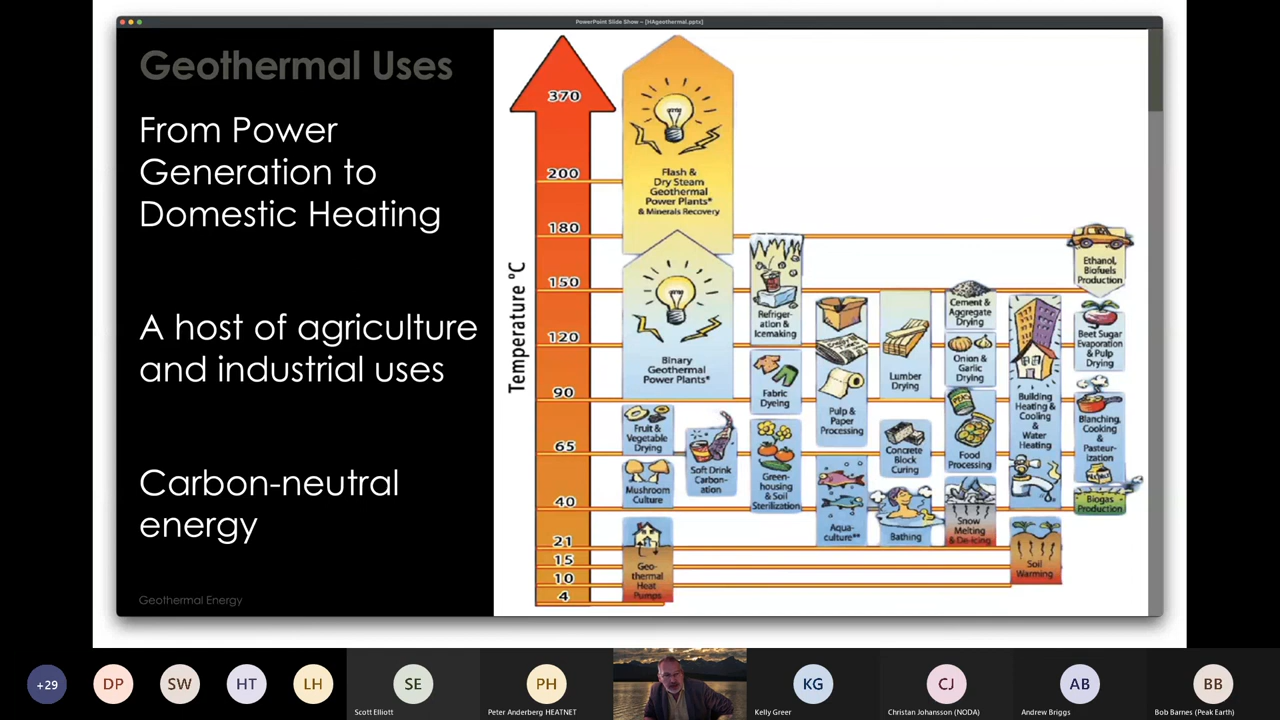 PowerPoint Slide Show - [HAgeothermal.pptx]
Geothermal Uses
From Power
Generation to
Domestic Heating
A host of agriculture
and industrial uses
Carbon-neutral
energy
Geothermal Energy
Temperature °C
370
200
180
150
120
90
65
40
21
15
10
4
Flash &
Dry Steam
Geothermal
Power Plants*
& Minerals Recovery
Binary
Geothermal
Power Plants*
Fruit &
Vegetable
Drying
Mushroom
Culture
Geo-
thermal
Heat
Pumps
Soft Drink
Carbon-
ation
Refriger-
ation &
Icemaking
Fabric
Dyeing
Green-
housing
& Soil
Sterilization
Pulp &
Paper
Processing
Aqua-
culture**
Lumber
Drying
Concrete
Block
Curing
Bathing
Cement &
Aggregate
Drying
Onion &
Garlic
Drying
Food
Processing
Snow
Melting
& De-icing
Building
Heating &
Cooling
&
Water
Heating
Soil
Warming
Ethanol,
Biofuels
Production
Beet Sugar
Evaporation
& Pulp
Drying
Blanching,
Cooking
&
Pasteur-
ization
Biogas
Production
+29
DP
SW
HT
LH
SE
Scott Elliott
PH
Peter Anderberg HEATNET
KG
Kelly Greer
CJ
Christan Johansson (NODA)
AB
Andrew Briggs
BB
Bob Barnes (Peak Earth)